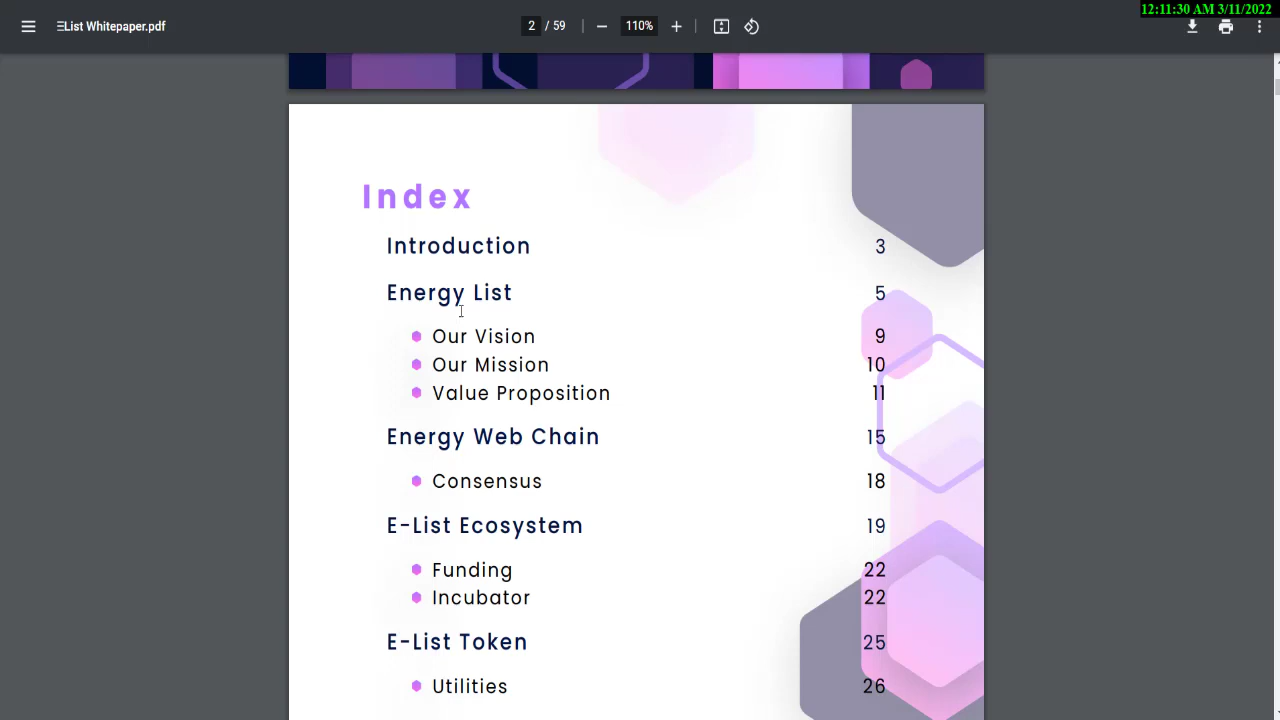 12:11:30 AM 3/11/2022
ΞList Whitepaper.pdf
2 / 59
110%
Index
Introduction 3
Energy List 5
Our Vision 9
Our Mission 10
Value Proposition 11
Energy Web Chain 15
Consensus 18
E-List Ecosystem 19
Funding 22
Incubator 22
E-List Token 25
Utilities 26